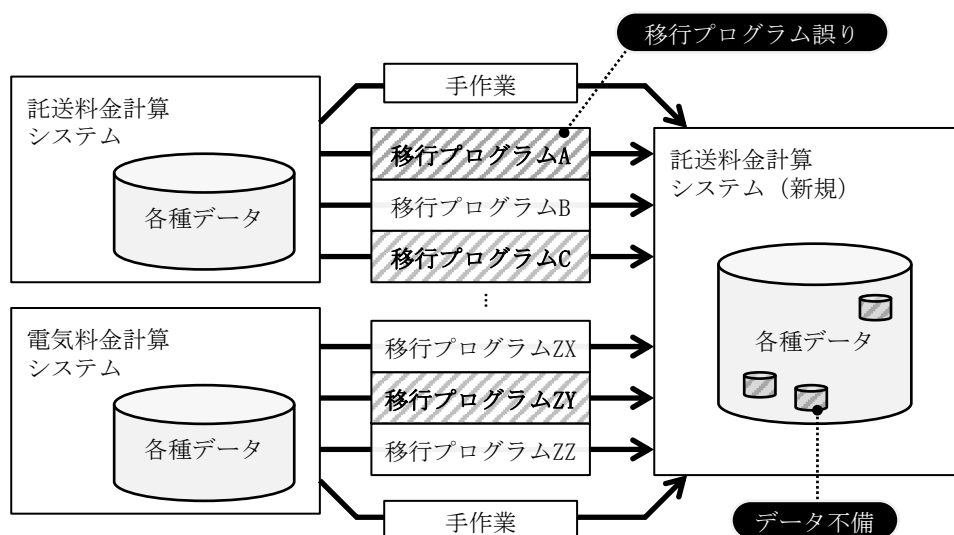 移行プログラム誤り
手作業
託送料金計算
システム
各種データ
移行プログラムA
移行プログラムB
移行プログラムC
…
託送料金計算
システム（新規）
各種データ
電気料金計算
システム
各種データ
移行プログラムZX
移行プログラムZY
移行プログラムZZ
手作業
データ不備